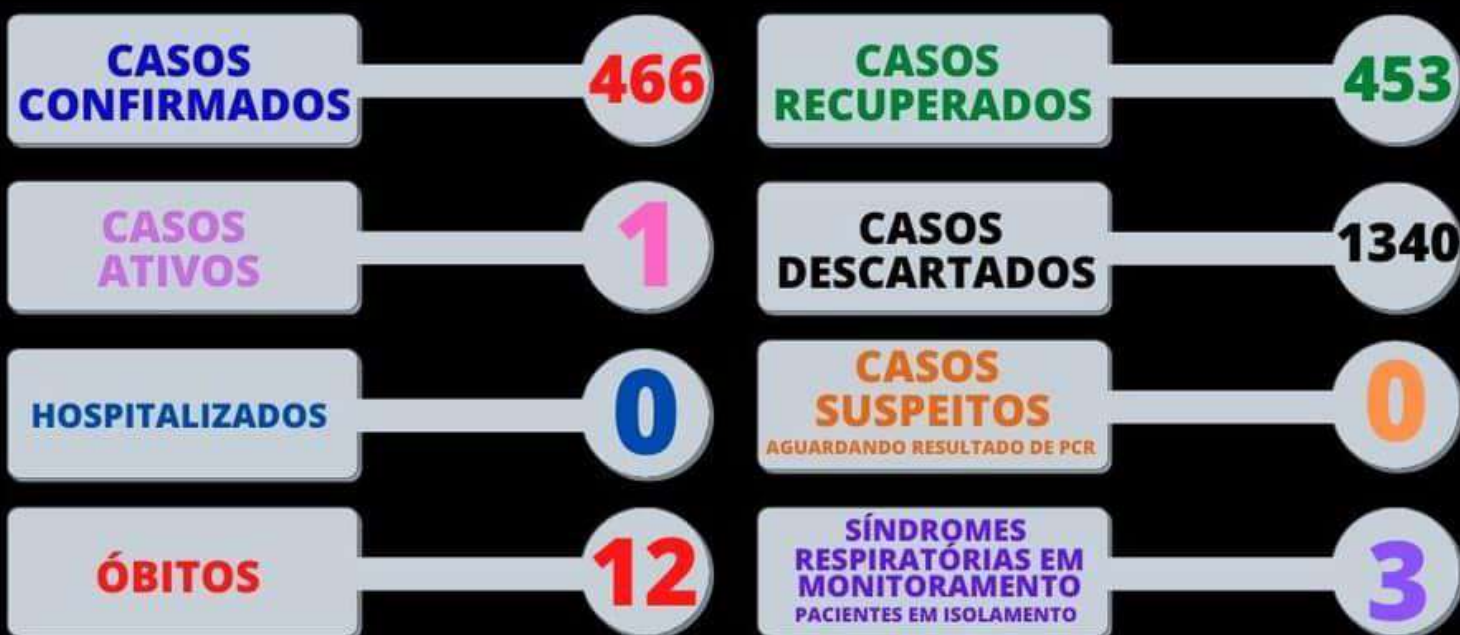 CASOS
CONFIRMADOS
466
CASOS
RECUPERADOS
453
CASOS
ATIVOS
1
CASOS
DESCARTADOS
1340
HOSPITALIZADOS
0
CASOS
SUSPEITOS
AGUARDANDO RESULTADO DE PCR
0
ÓBITOS
12
SÍNDROMES
RESPIRATÓRIAS EM
MONITORAMENTO
PACIENTES EM ISOLAMENTO
3